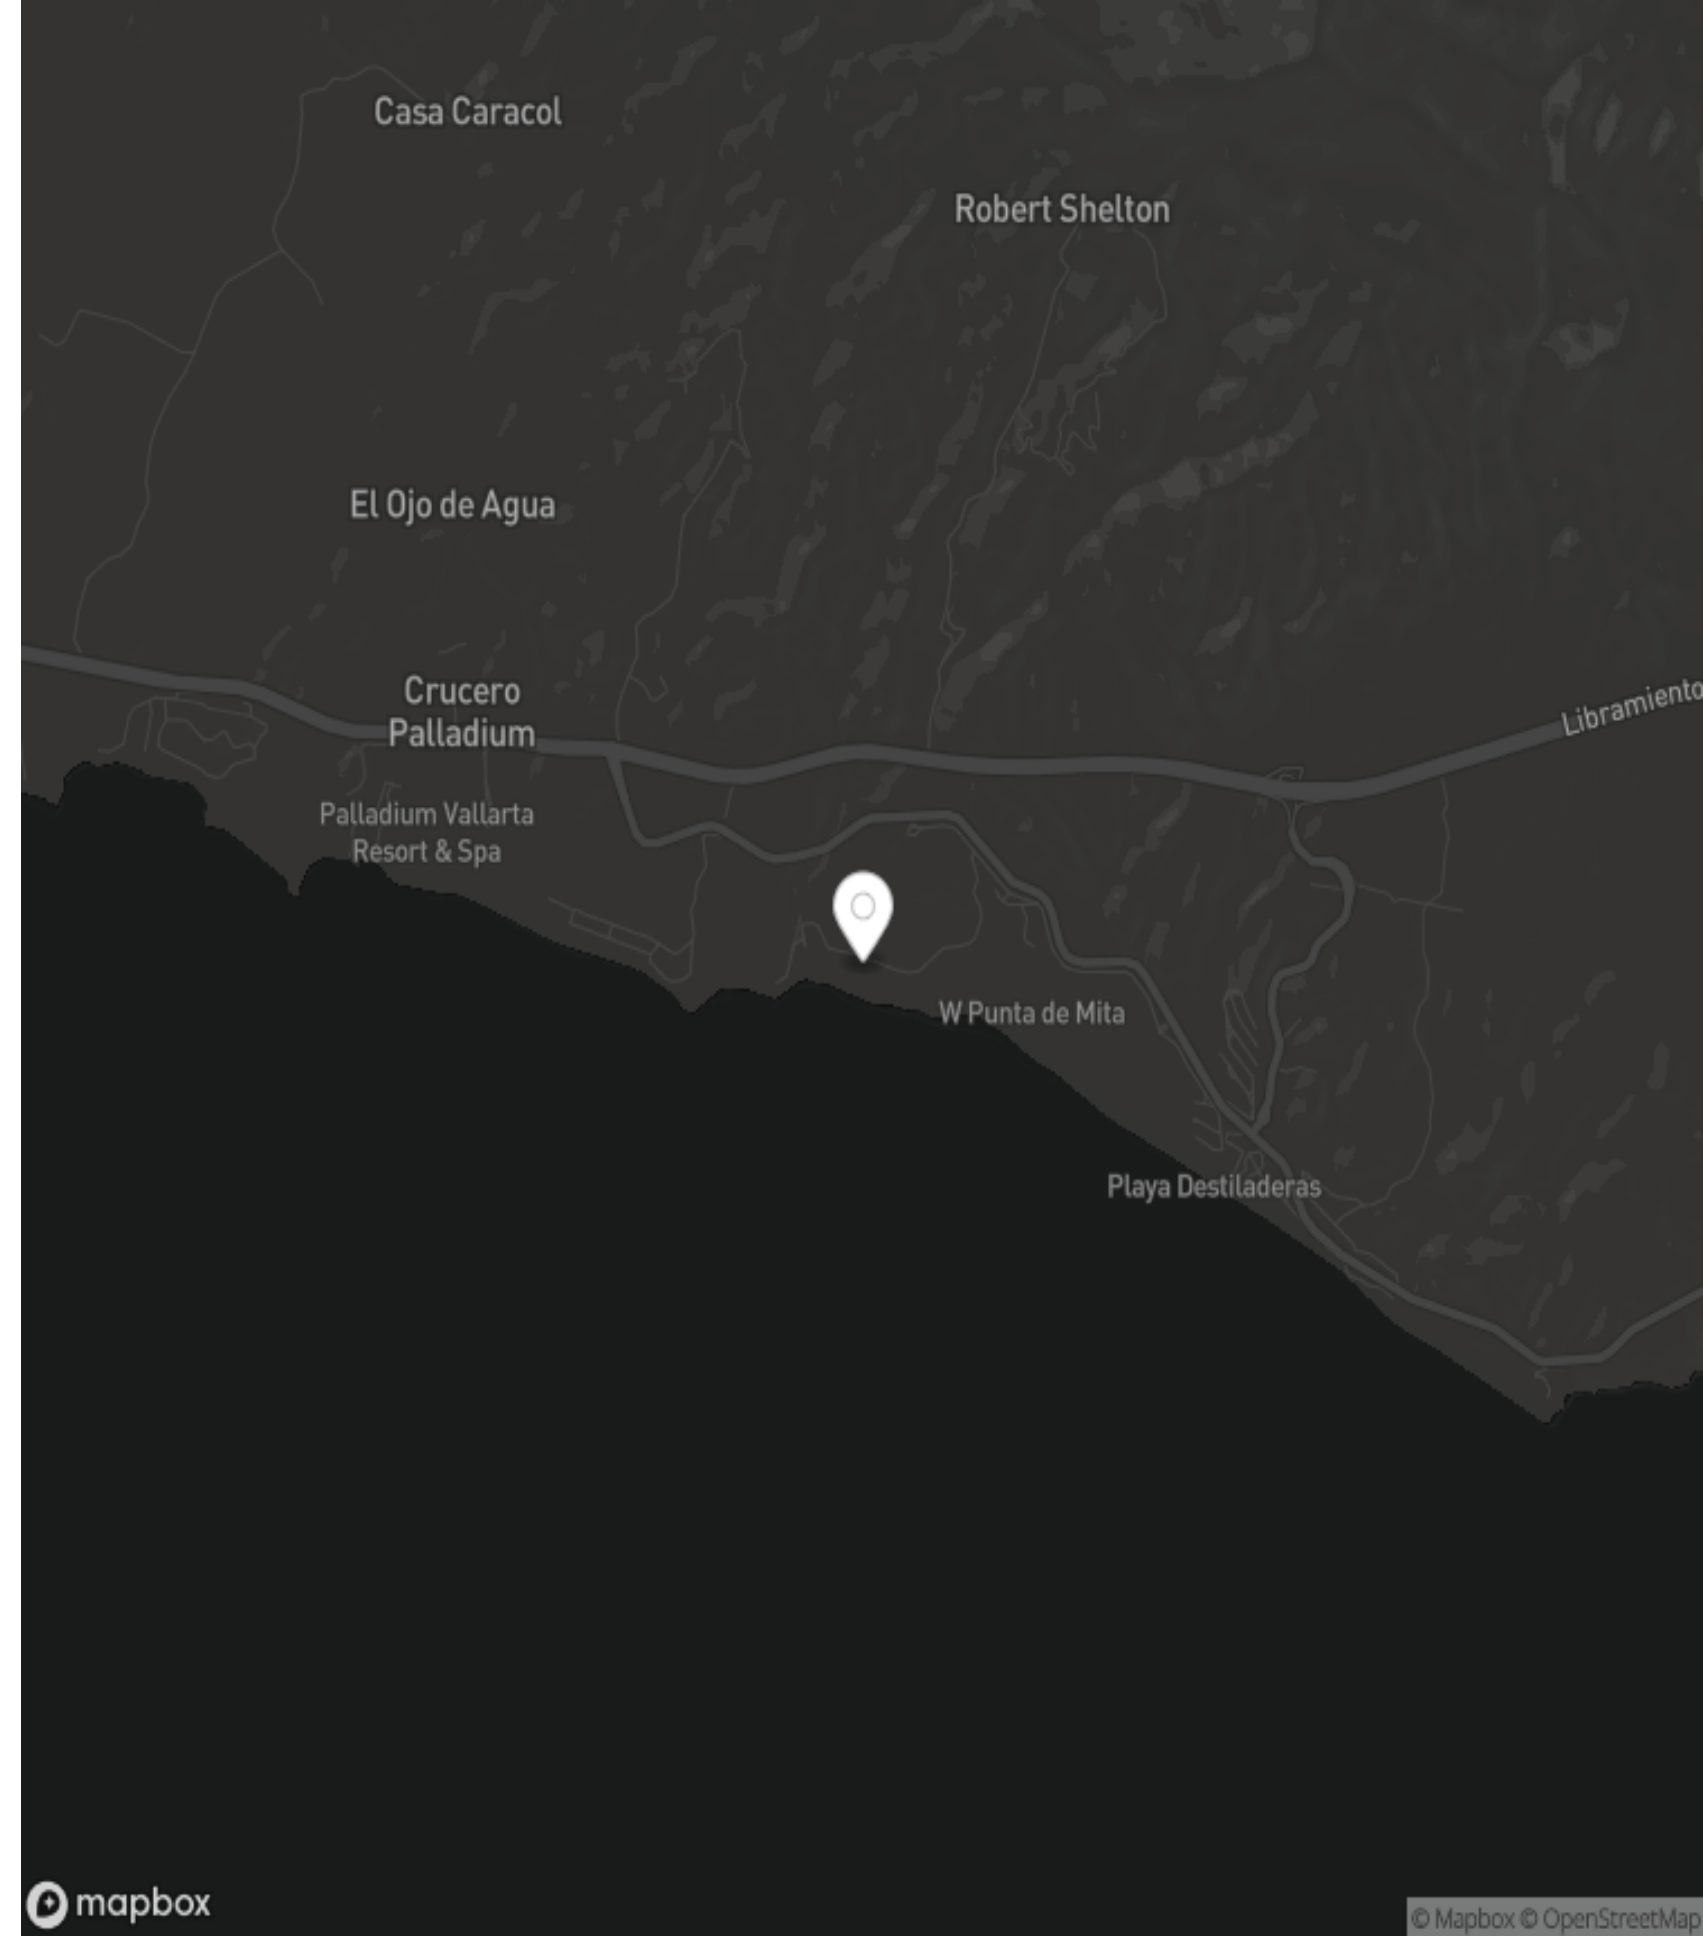 Casa Caracol
Robert Shelton
El Ojo de Agua
Crucero
Palladium
Libramiento
Palladium Vallarta
Resort & Spa
W Punta de Mita
Playa Destiladeras
mapbox
© Mapbox © OpenStreetMap